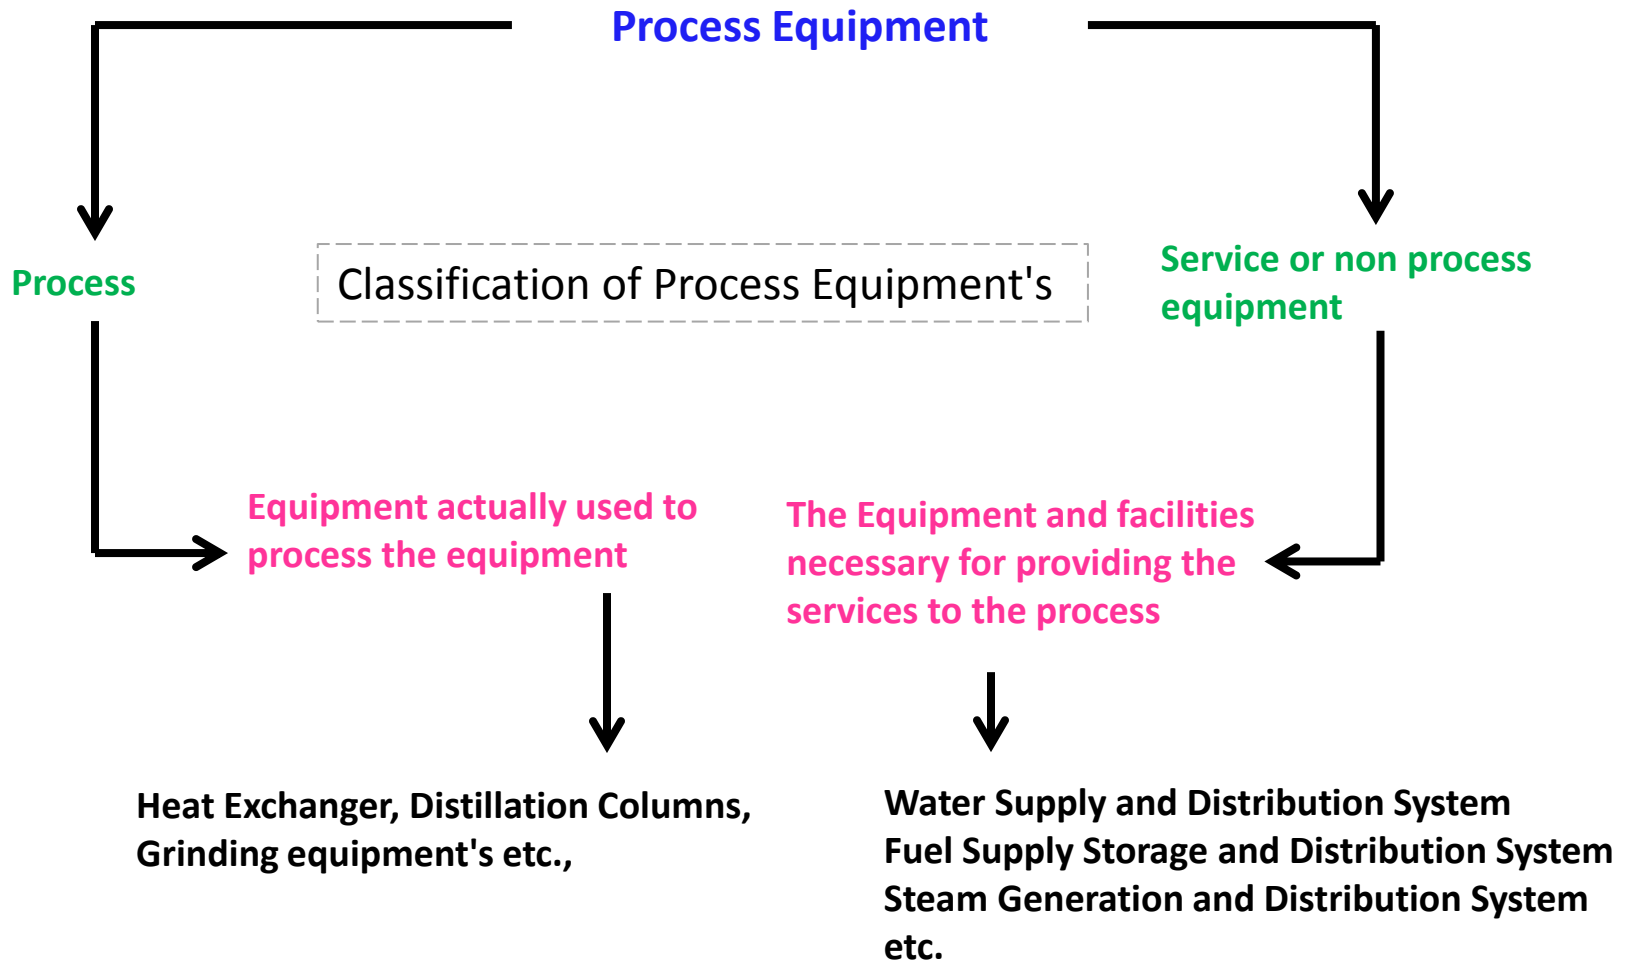 Process Equipment
Process
Classification of Process Equipment's
Service or non process
equipment
Equipment actually used to
process the equipment
The Equipment and facilities
necessary for providing the
services to the process
Heat Exchanger, Distillation Columns,
Grinding equipment's etc.,
Water Supply and Distribution System
Fuel Supply Storage and Distribution System
Steam Generation and Distribution System
etc.